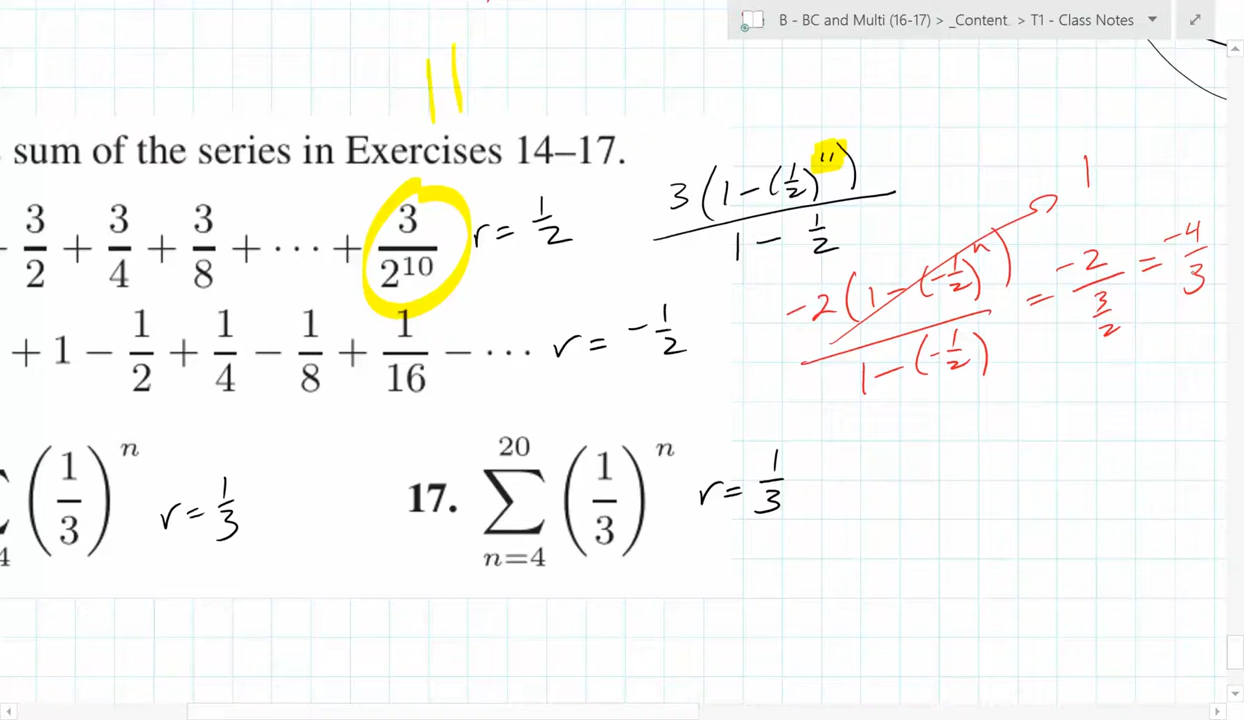 B - BC and Multi (16-17) > _Content > T1 - Class Notes
11
sum of the series in Exercises 14–17.
3/2 + 3/4 + 3/8 + ··· + 3/2^10 r = 1/2
3(1 - (1/2)^11) / (1 - 1/2)
+ 1 − 1/2 + 1/4 − 1/8 + 1/16 − ··· r = -1/2
-2(1 - (-1/2)^n) / (1 - (-1/2)) = -2 / (3/2) = -4/3
1
4 (1/3)^n r = 1/3
17. ∑ n=4 20 (1/3)^n r = 1/3